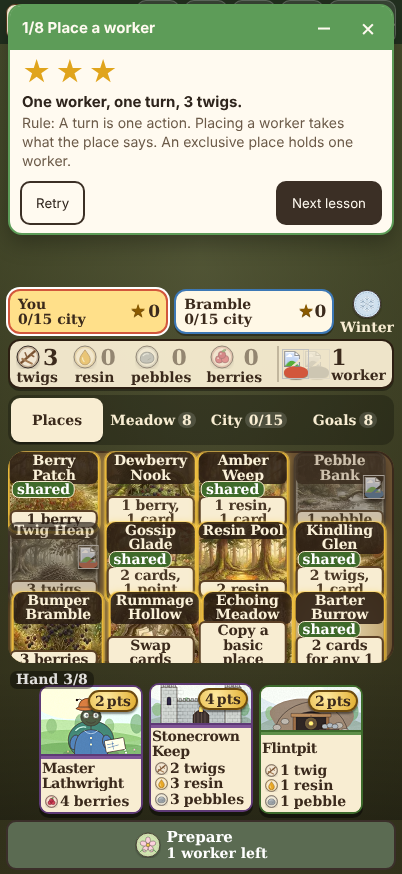 1/8 Place a worker
One worker, one turn, 3 twigs.
Rule: A turn is one action. Placing a worker takes
what the place says. An exclusive place holds one
worker.
Retry
Next lesson
You
0/15 city
0
Bramble
0/15 city
0
Winter
3
twigs
0
resin
0
pebbles
0
berries
1
worker
Places
Meadow 8
City 0/15
Goals 8
Berry
Patch
shared
1 berry,
Dewberry
Nook
1 berry,
1 card
Amber
Weep
shared
1 resin,
1 card
Pebble
Bank
1 pebble
Twig Heap
3 twigs
Gossip
Glade
shared
2 cards,
1 point
Resin Pool
2 resin
Kindling
Glen
shared
2 twigs,
1 card
Bumper
Bramble
3 berries
Rummage
Hollow
Swap
cards
Echoing
Meadow
Copy a
basic
place
Barter
Burrow
shared
2 cards
for any 1
Hand 3/8
2 pts
Master
Lathwright
4 berries
4 pts
Stonecrown
Keep
2 twigs
3 resin
3 pebbles
2 pts
Flintpit
1 twig
1 resin
1 pebble
Prepare
1 worker left